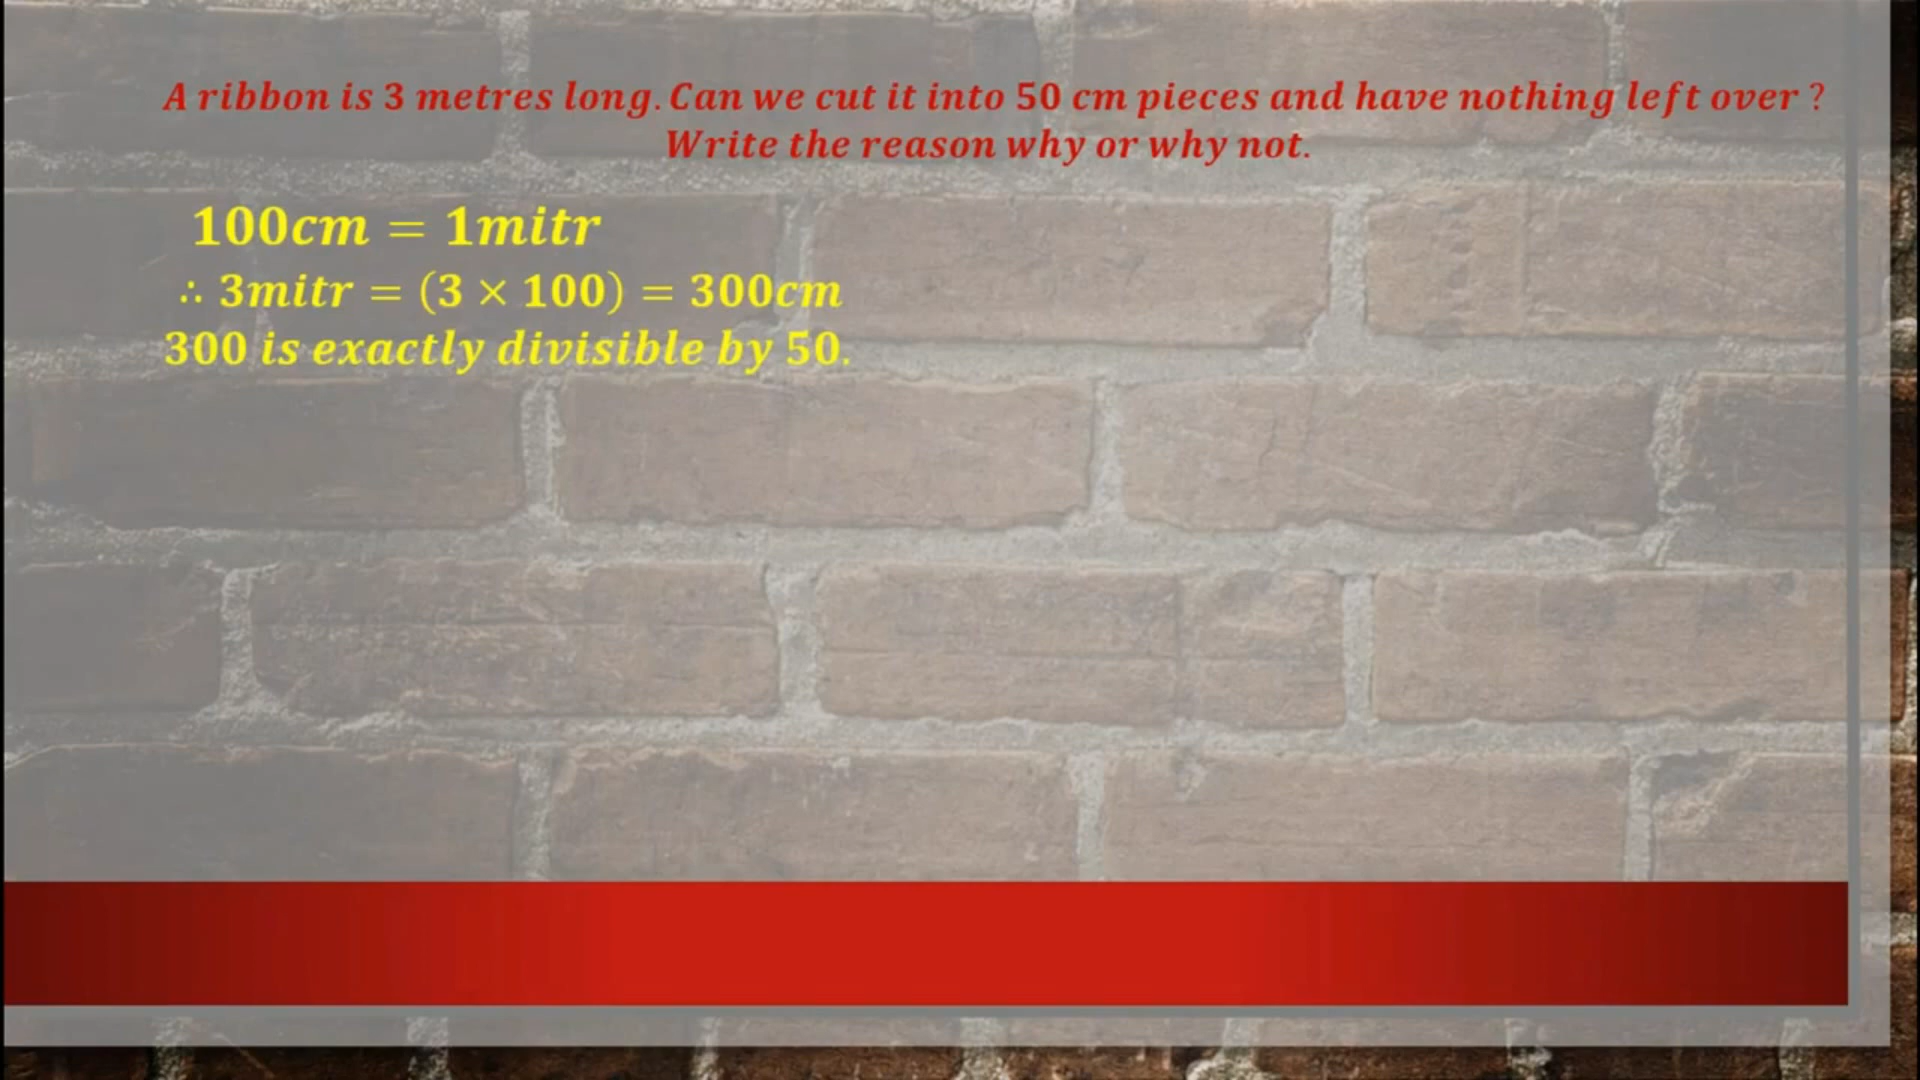 A ribbon is 3 metres long. Can we cut it into 50 cm pieces and have nothing left over ?
Write the reason why or why not.
100cm = 1mitr
∴ 3mitr = (3 × 100) = 300cm
300 is exactly divisible by 50.